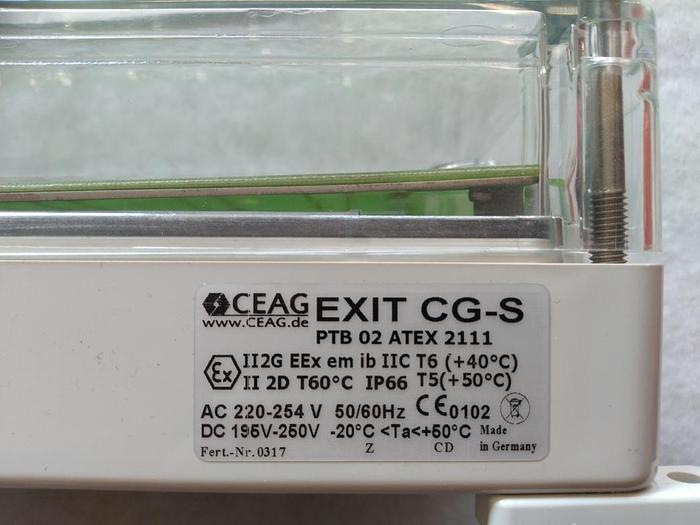 CEAG EXIT CG-S
www.CEAG.de
PTB 02 ATEX 2111
Ex II2G EEx em ib IIC T6 (+40°C)
II 2D T60°C IP66 T5(+50°C)
AC 220-254 V 50/60Hz CE0102
DC 195V-250V -20°C <Ta<+50°C Made
Fert.-Nr.0317 Z CD in Germany